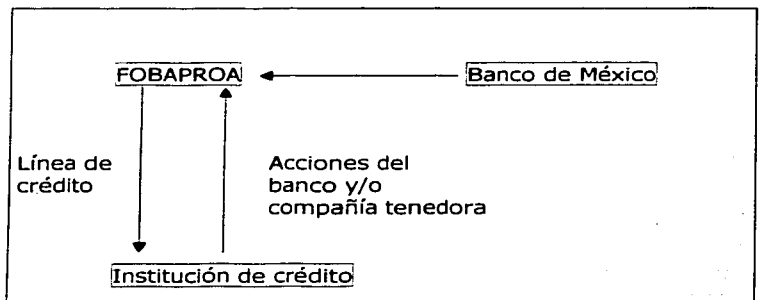 FOBAPROA
Banco de México
Línea de
crédito
Acciones del
banco y/o
compañía tenedora
Institución de crédito